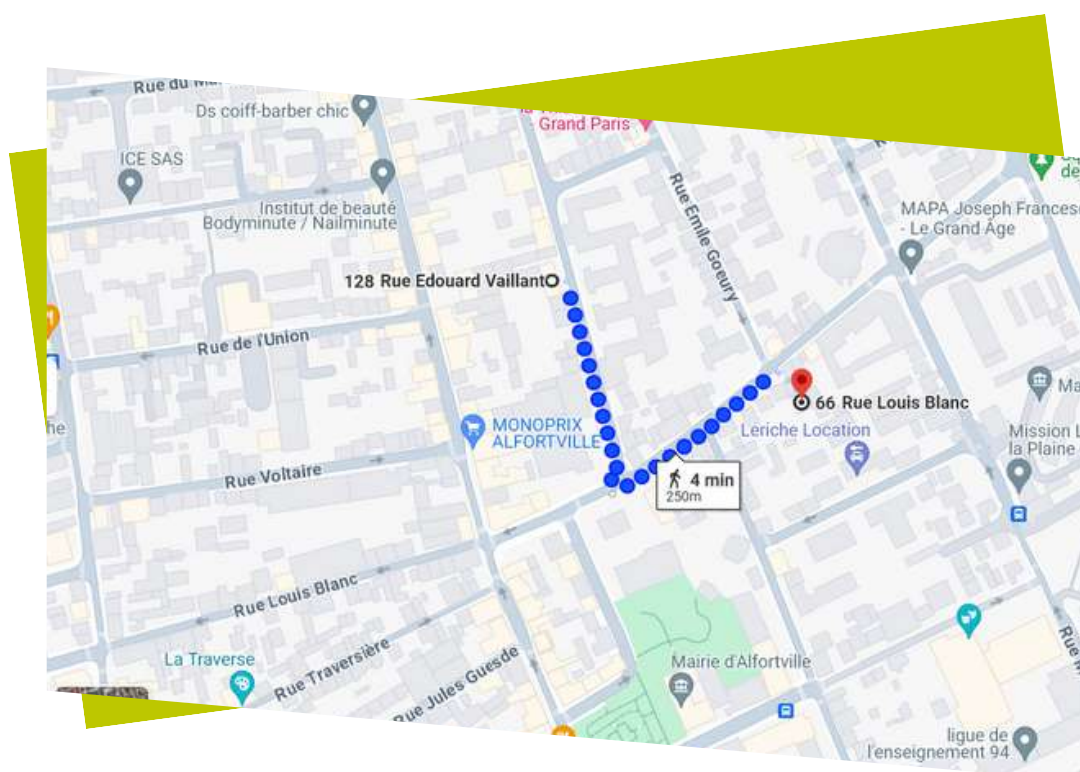 Ds coiff-barber chic
- Grand Paris
ICE SAS
Rue Emile Goeury
MAPA Joseph
- Le Grand Âge
Institut de beauté
Bodyminute / Nailminute
128 Rue Edouard Vaillant
Rue de l'Union
66 Rue Louis Blanc
MONOPRIX
ALFORTVILLE
Leriche Location
Mission
la Plaine
Rue Voltaire
4 min
250m
Rue Louis Blanc
La Traverse
Rue Traversière
Rue Jules Guesde
Mairie d'Alfortville
ligue de
l'enseignement 94